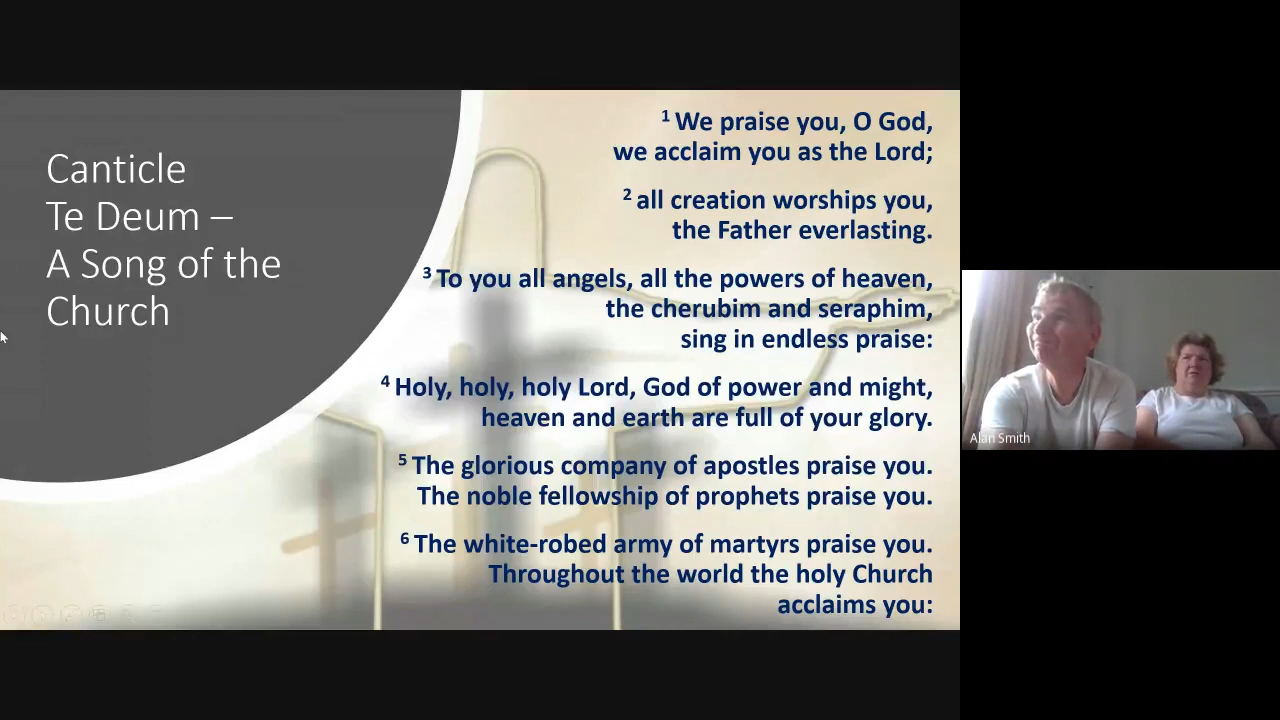 Canticle
Te Deum –
A Song of the
Church
1 We praise you, O God,
we acclaim you as the Lord;
2 all creation worships you,
the Father everlasting.
3 To you all angels, all the powers of heaven,
the cherubim and seraphim,
sing in endless praise:
4 Holy, holy, holy Lord, God of power and might,
heaven and earth are full of your glory.
5 The glorious company of apostles praise you.
The noble fellowship of prophets praise you.
6 The white-robed army of martyrs praise you.
Throughout the world the holy Church
acclaims you:
Alan Smith